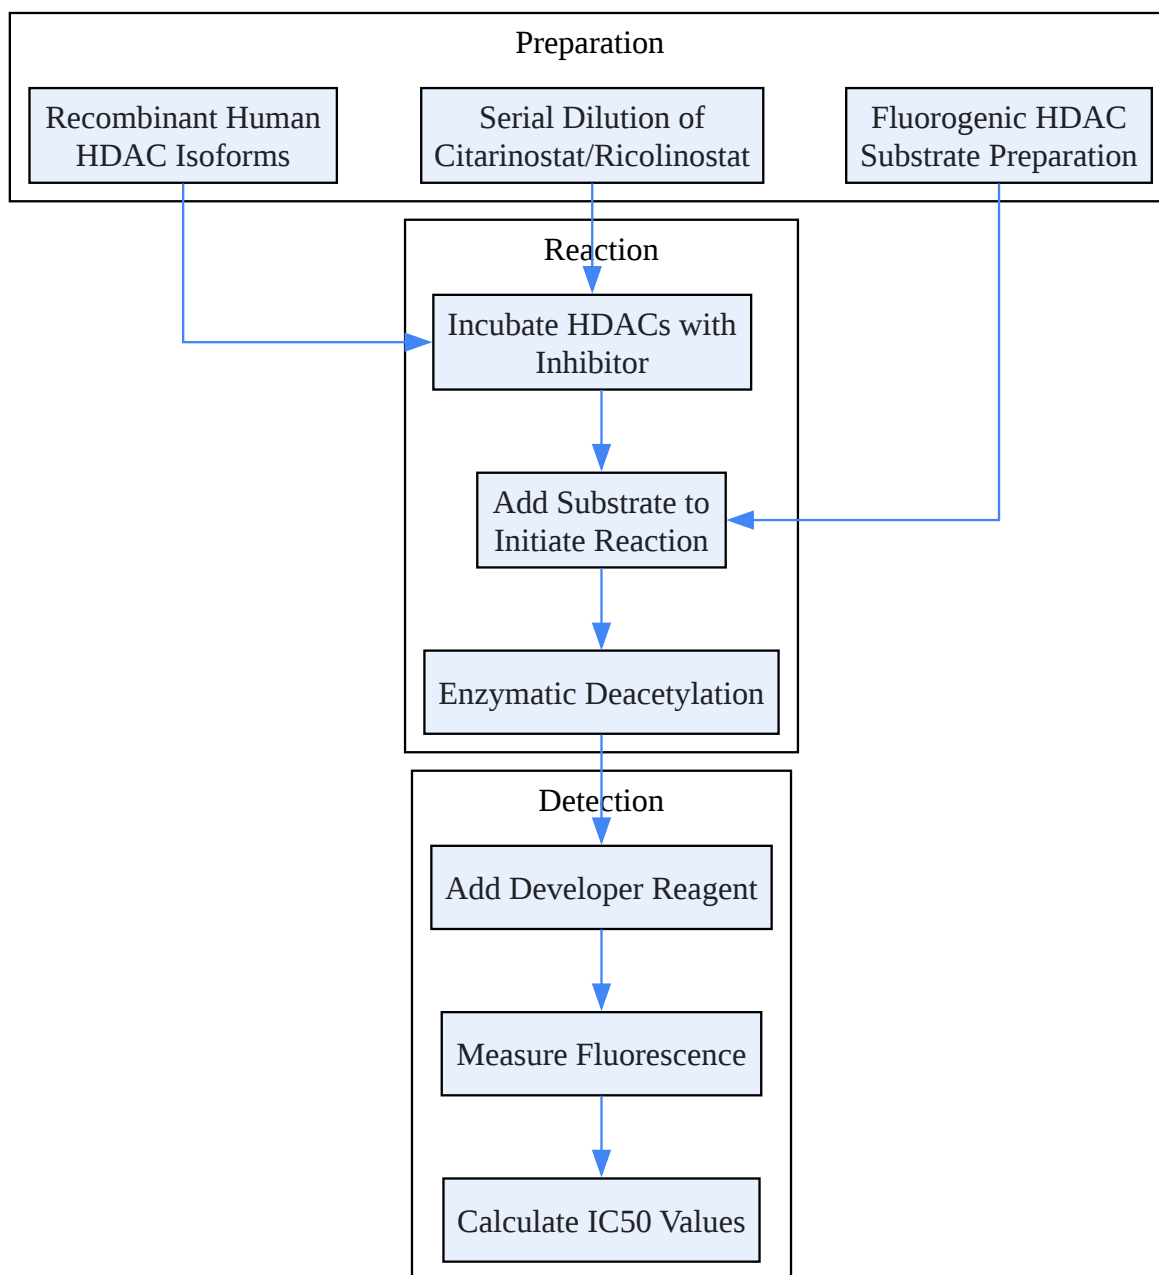 Preparation
Recombinant Human
HDAC Isoforms
Serial Dilution of
Citarinostat/Ricolinostat
Fluorogenic HDAC
Substrate Preparation
Reaction
Incubate HDACs with
Inhibitor
Add Substrate to
Initiate Reaction
Enzymatic Deacetylation
Detection
Add Developer Reagent
Measure Fluorescence
Calculate IC50 Values